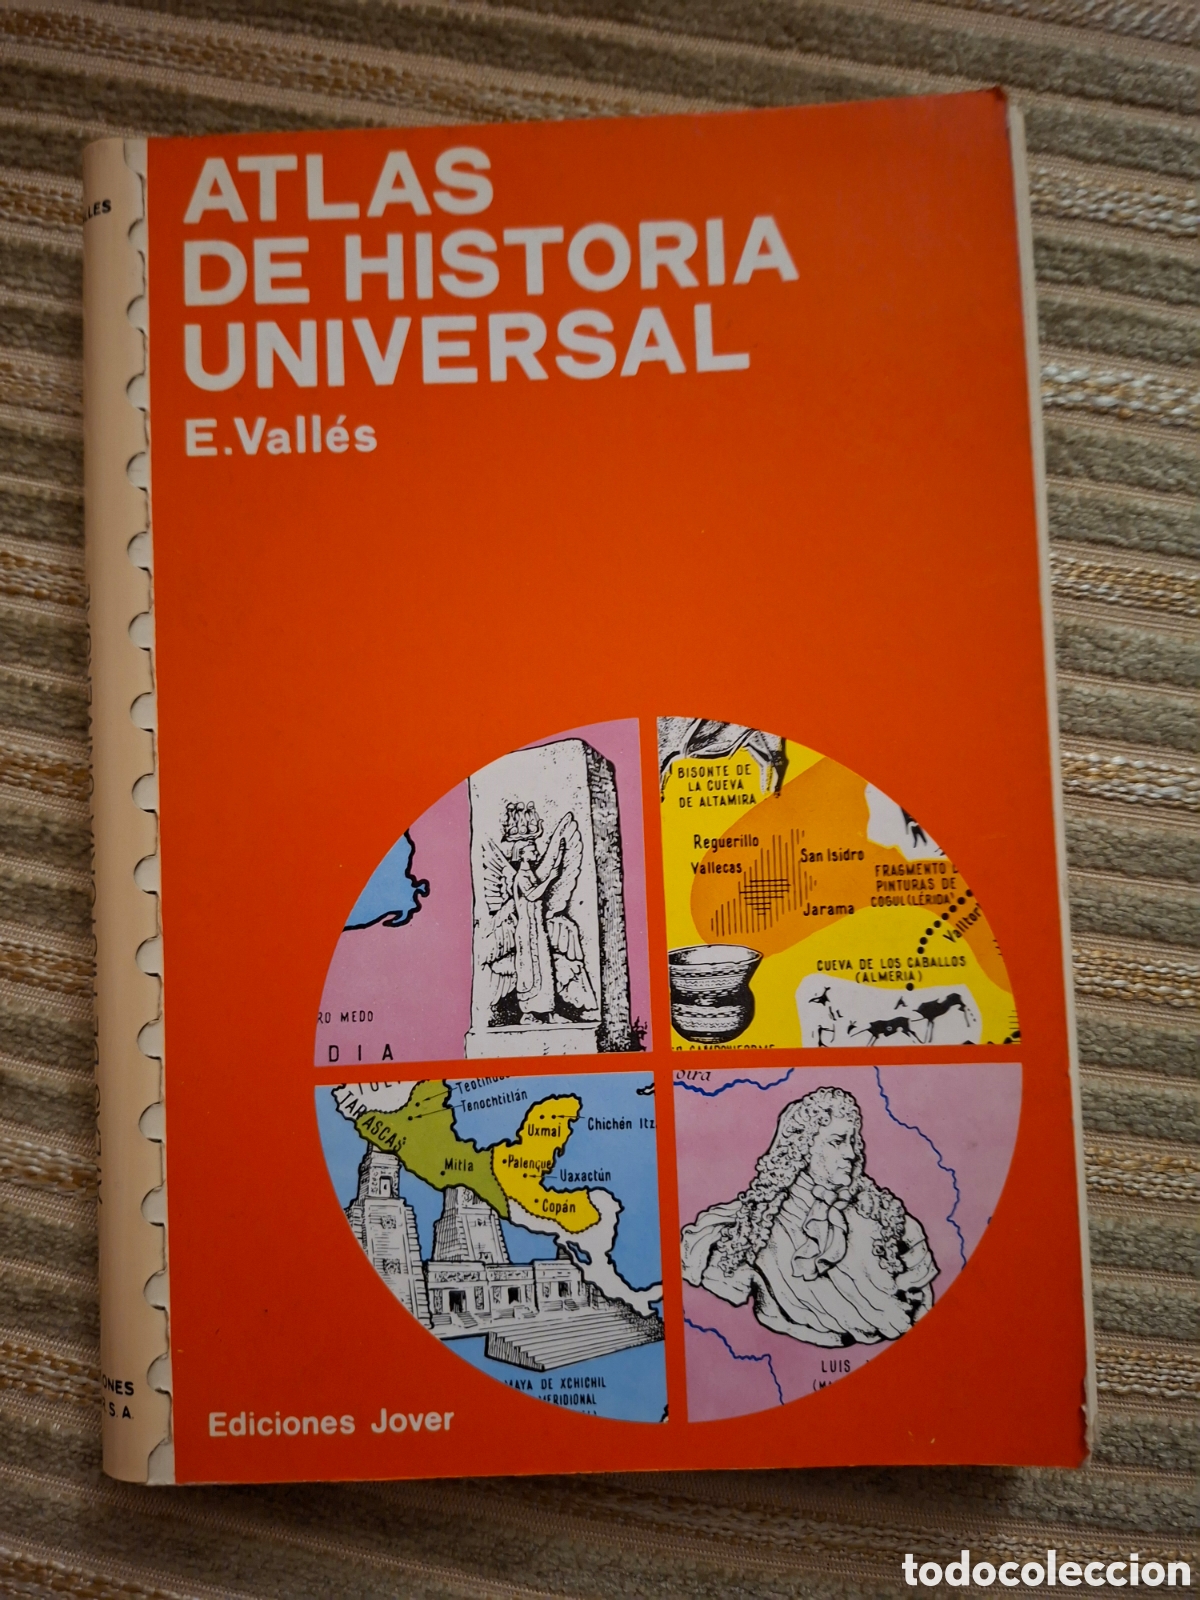 ATLAS
DE HISTORIA
UNIVERSAL
E. Vallés
BISONTE DE
LA CUEVA
DE ALTAMIRA
Reguerillo
Vallecas
San Isidro
Jarama
FRAGMENTO
PINTURAS DE
COGUL (LÉRIDA)
CUEVA DE LOS CABALLOS
(ALMERIA)
MEDO
DIA
TARASCAS
Tenochtitlán
Mitla
Uxmal
Chichén Itz
Palenque
Uaxactún
Copán
MAYA DE XCHICHIL
MERIDIONAL
LUIS
Ediciones Jover
S.A.
todocoleccion